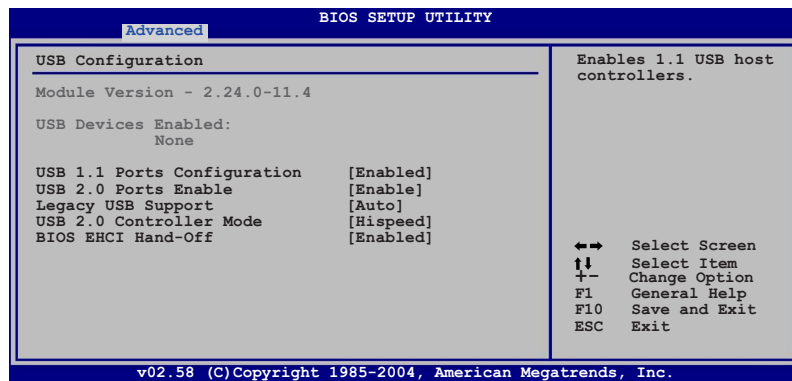 BIOS SETUP UTILITY
Advanced
USB Configuration
Module Version - 2.24.0-11.4
USB Devices Enabled:
None
USB 1.1 Ports Configuration [Enabled]
USB 2.0 Ports Enable [Enable]
Legacy USB Support [Auto]
USB 2.0 Controller Mode [Hispeed]
BIOS EHCI Hand-Off [Enabled]
Enables 1.1 USB host
controllers.
←→ Select Screen
↑↓ Select Item
+- Change Option
F1 General Help
F10 Save and Exit
ESC Exit
v02.58 (C)Copyright 1985-2004, American Megatrends, Inc.